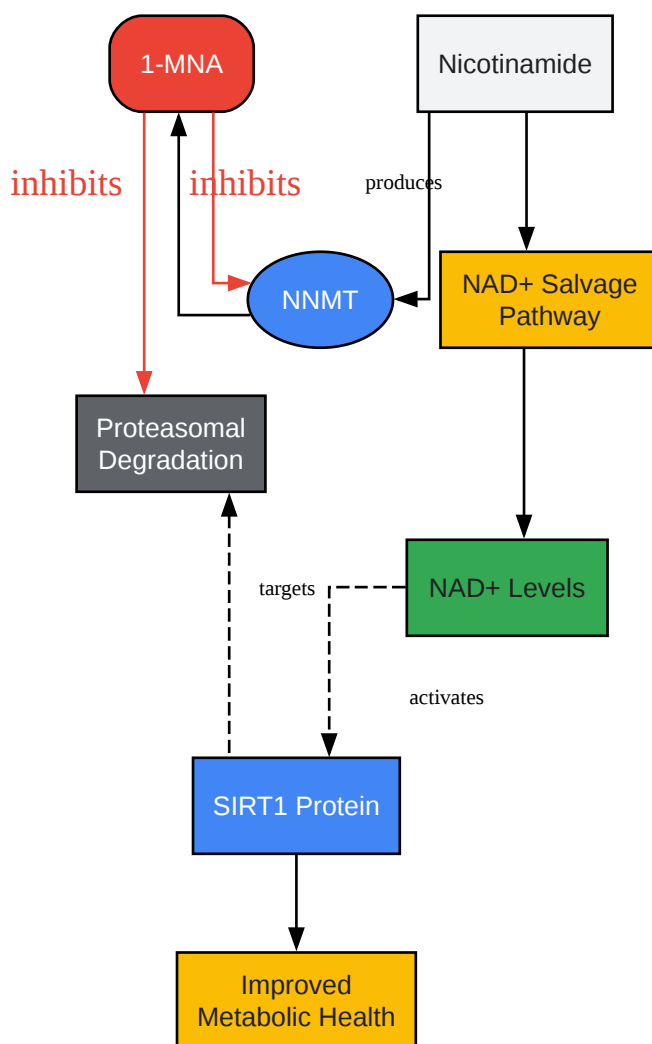 1-MNA
Nicotinamide
inhibits
inhibits
produces
NNMT
NAD+ Salvage
Pathway
Proteasomal
Degradation
targets
NAD+ Levels
activates
SIRT1 Protein
Improved
Metabolic Health